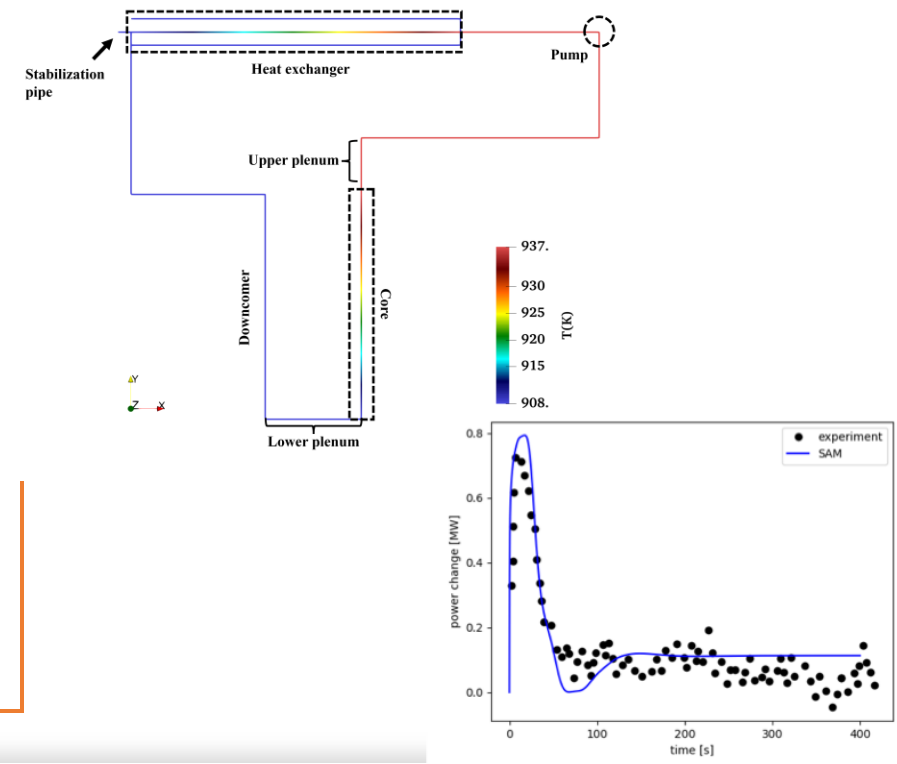 Stabilization
pipe
Heat exchanger
Pump
Upper plenum
Downcomer
Core
Lower plenum
937.
930
925
920
915
908.
T(K)
Y
Z
X
experiment
SAM
power change [MW]
0.8
0.6
0.4
0.2
0.0
0
100
200
300
400
time [s]